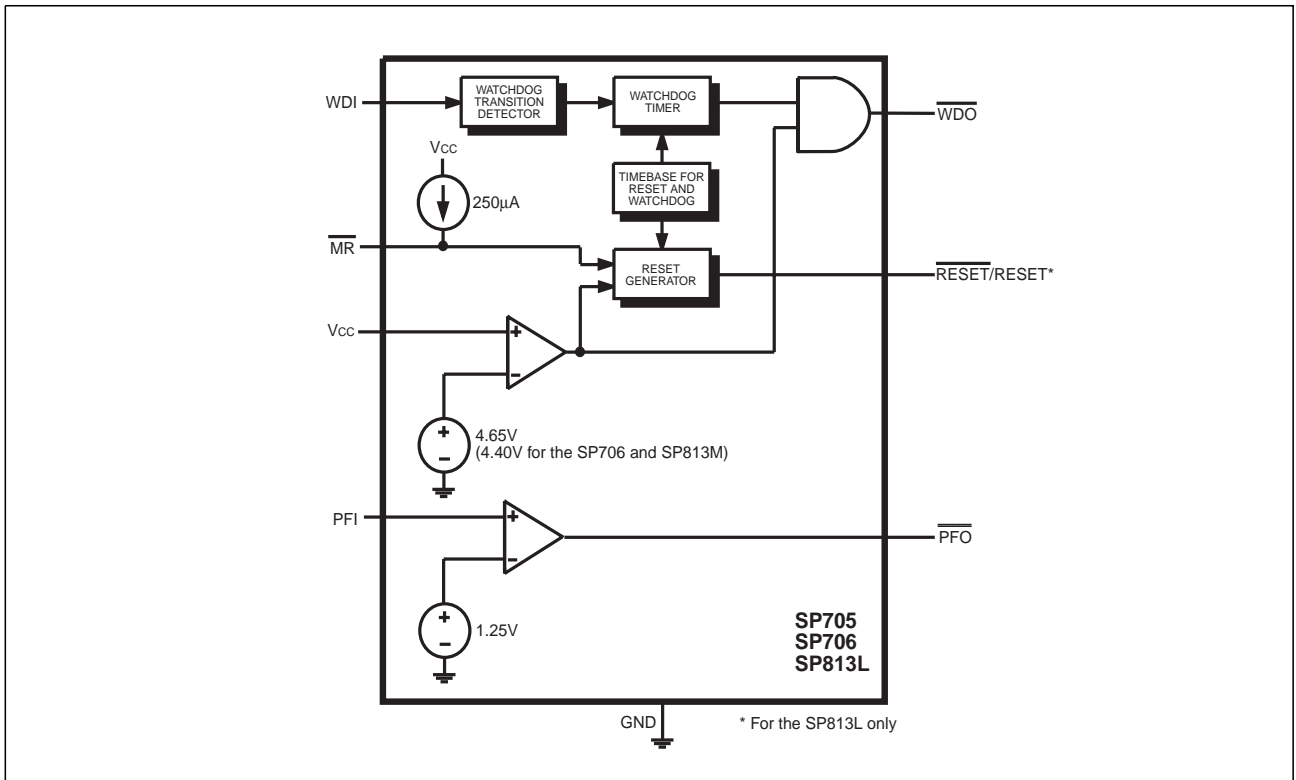 WDI
WATCHDOG
TRANSITION
DETECTOR
WATCHDOG
TIMER
WDO
VCC
250μA
TIMEBASE FOR
RESET AND
WATCHDOG
MR
RESET
GENERATOR
RESET/RESET*
VCC
+
–
+
–
4.65V
(4.40V for the SP706 and SP813M)
PFI
+
–
PFO
+
–
1.25V
SP705
SP706
SP813L
GND
* For the SP813L only